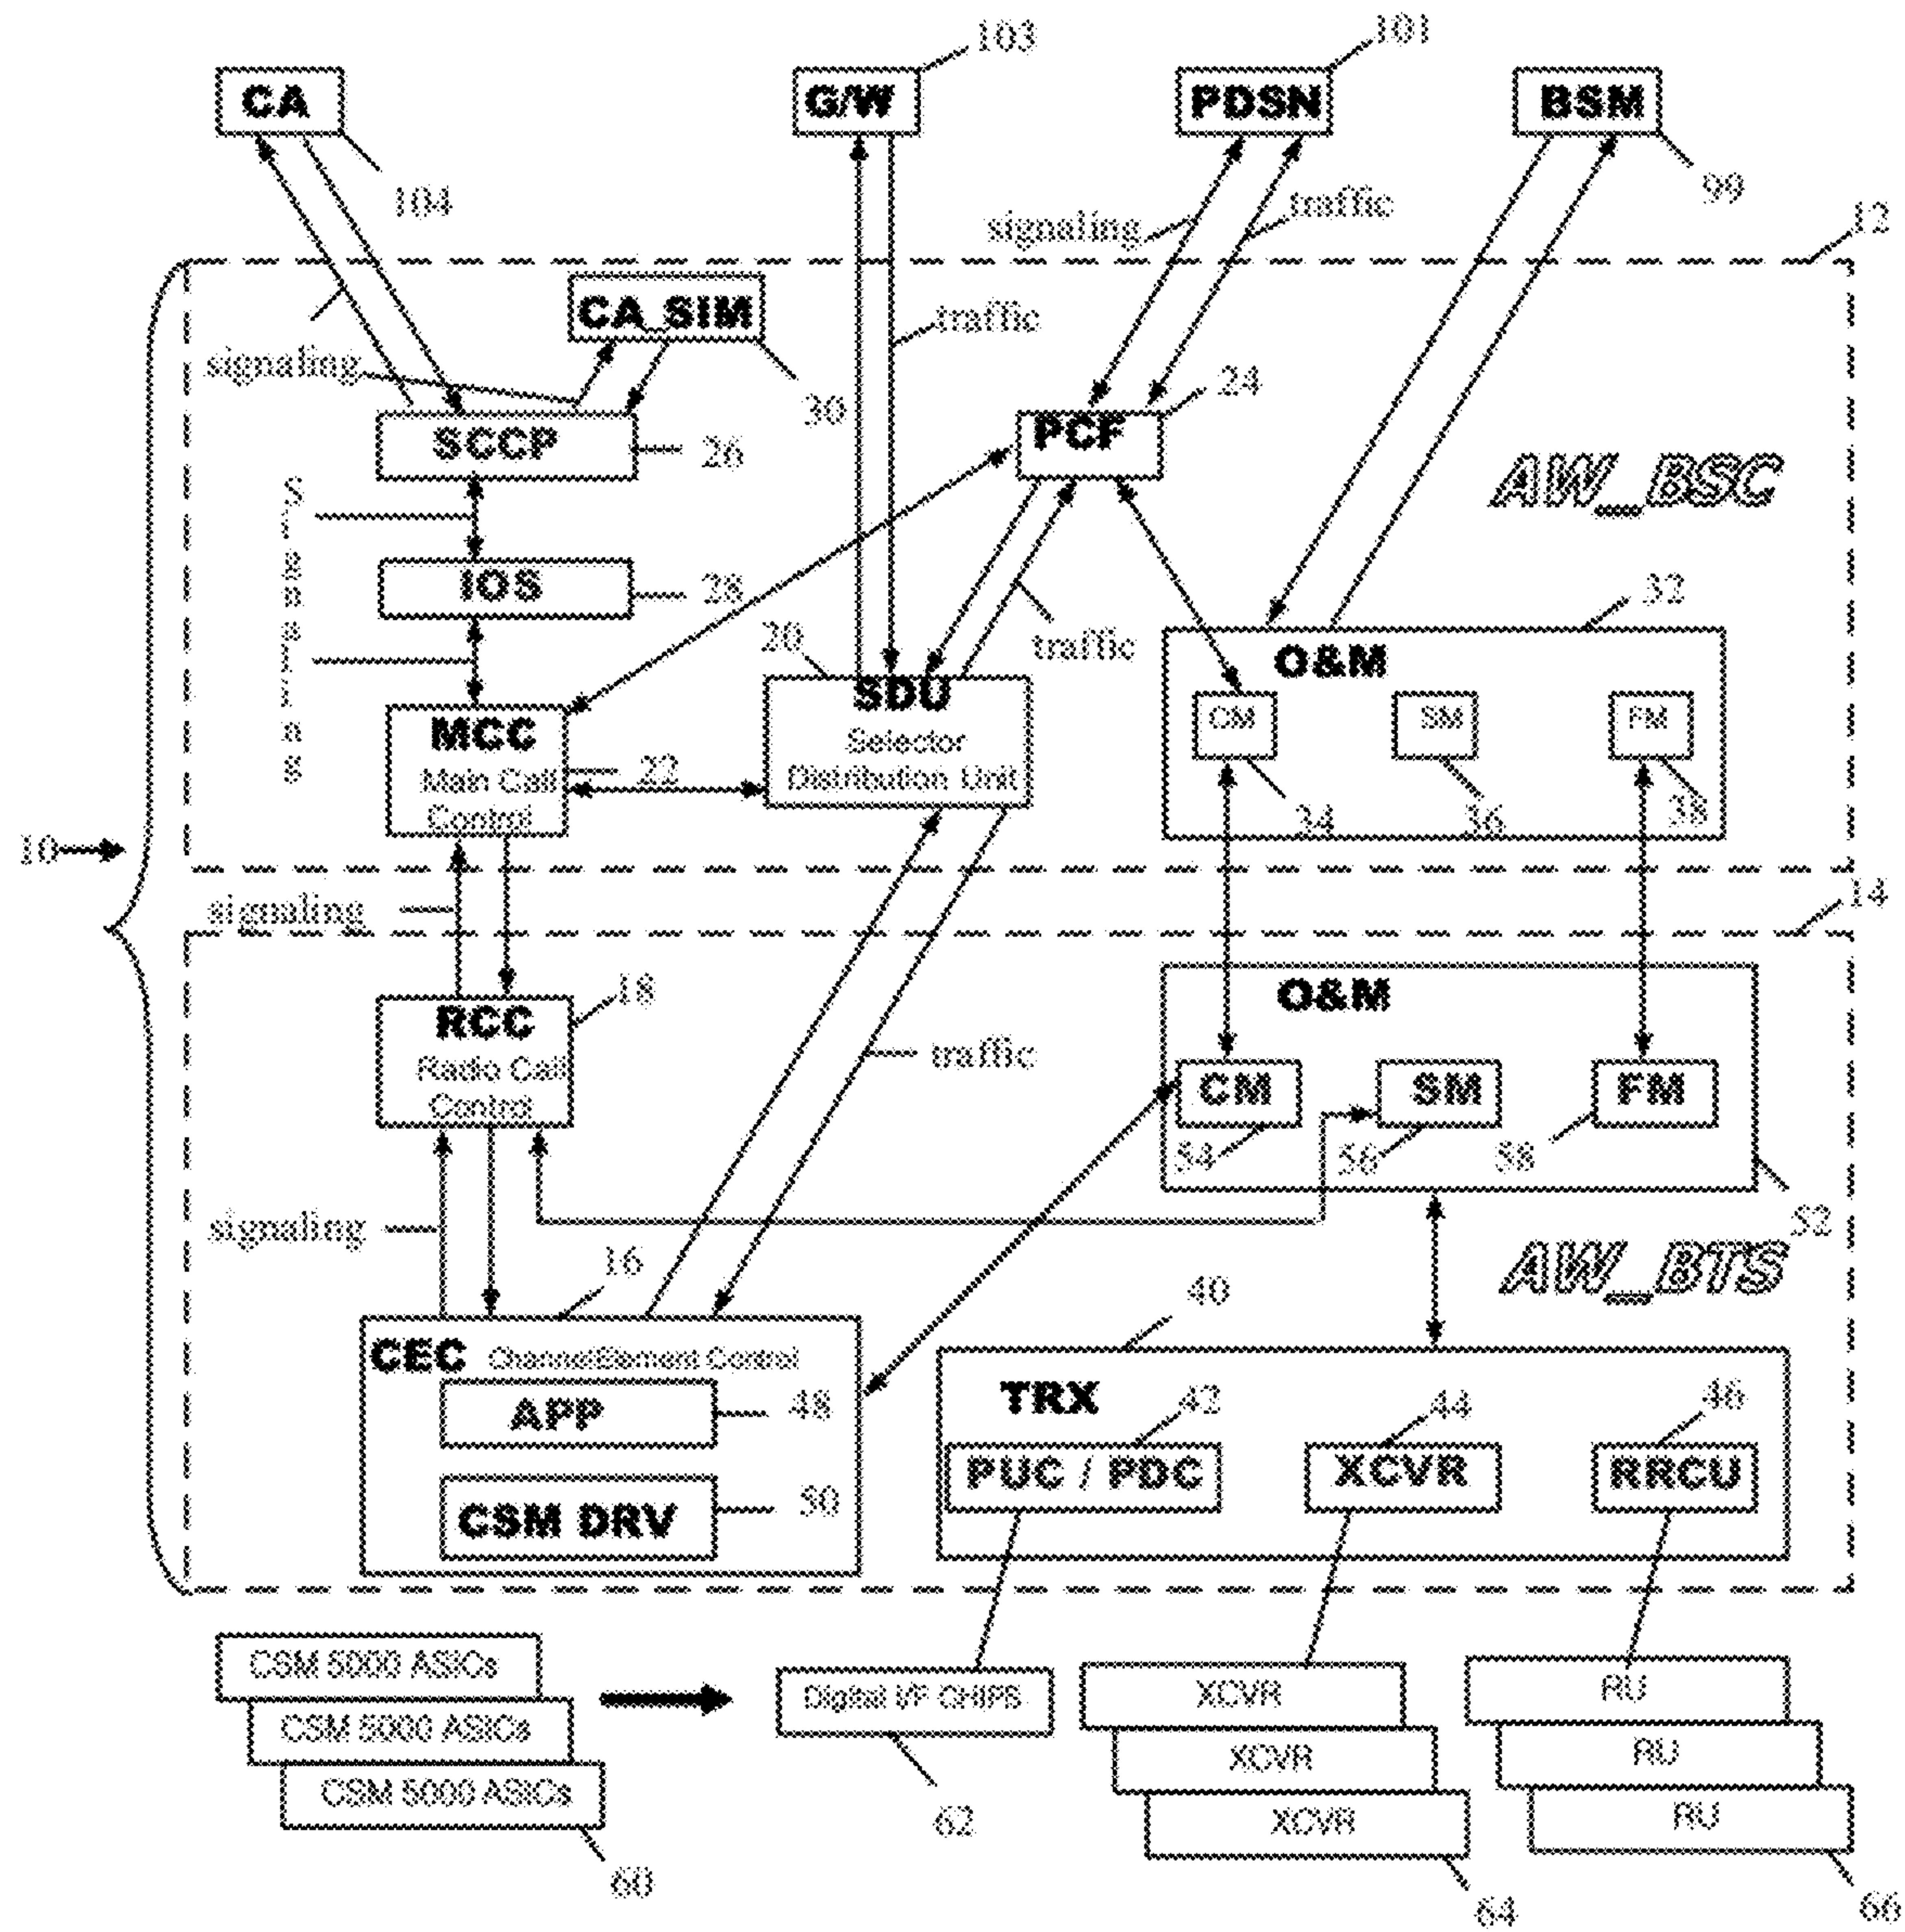 103
101
CA
G/W
PDSN
BSM
104
99
signaling
traffic
12
CA_SIM
traffic
signaling
30
24
SCCP
26
PCF
AW_BSC
IOS
28
20
traffic
32
O&M
SDU
Selector
Distribution Unit
CM
SM
FM
MCC
Main Call
Control
22
34
36
38
10
signaling
14
18
RCC
Radio Call
Control
O&M
traffic
CM
SM
FM
54
56
58
signaling
52
16
AW_BTS
40
CEC
Channel Element Control
APP
48
TRX
42
44
46
PUC / PDC
XCVR
RRCU
CSM DRV
50
CSM 5000 ASICs
CSM 5000 ASICs
CSM 5000 ASICs
60
Digital I/F CHIPS
62
XCVR
XCVR
XCVR
64
RU
RU
RU
66